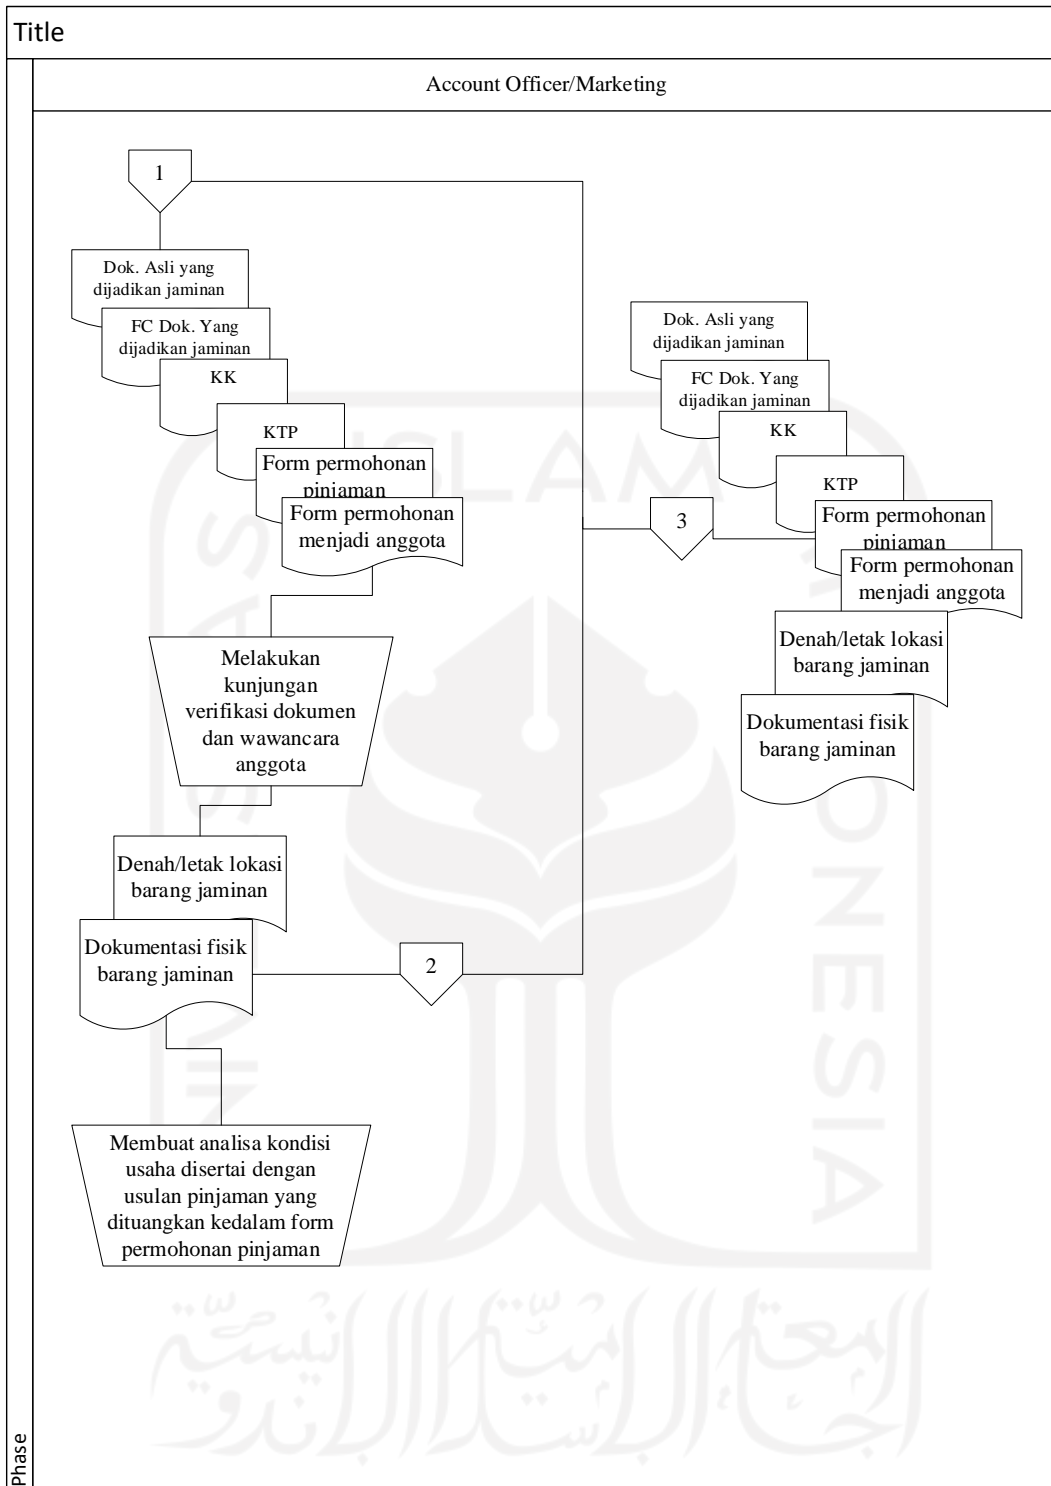 Title
Account Officer/Marketing
Phase
1
Dok. Asli yang
dijadikan jaminan
FC Dok. Yang
dijadikan jaminan
KK
KTP
Form permohonan
pinjaman
Form permohonan
menjadi anggota
Melakukan
kunjungan
verifikasi dokumen
dan wawancara
anggota
Denah/letak lokasi
barang jaminan
Dokumentasi fisik
barang jaminan
2
Membuat analisa kondisi
usaha disertai dengan
usulan pinjaman yang
dituangkan kedalam form
permohonan pinjaman
3
Dok. Asli yang
dijadikan jaminan
FC Dok. Yang
dijadikan jaminan
KK
KTP
Form permohonan
pinjaman
Form permohonan
menjadi anggota
Denah/letak lokasi
barang jaminan
Dokumentasi fisik
barang jaminan
ISLAM